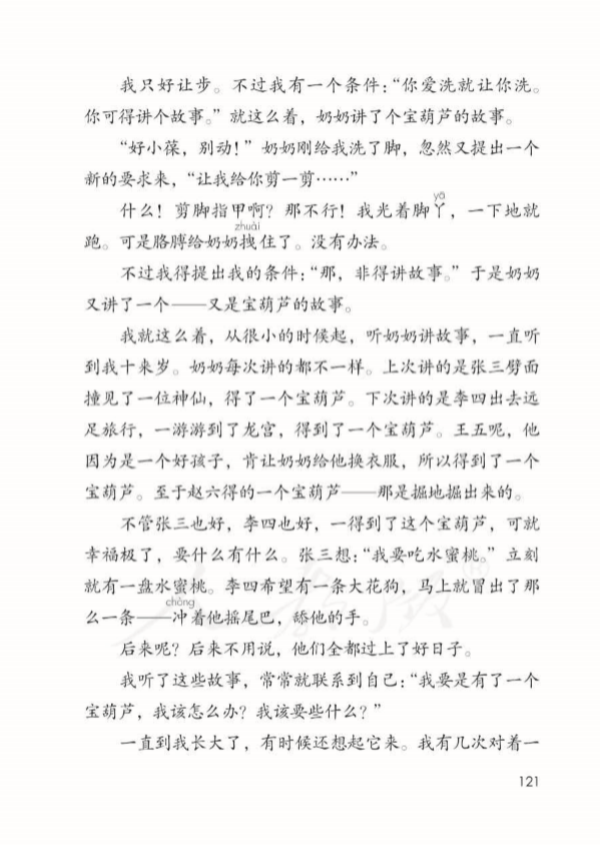 我只好让步。不过我有一个条件：“你爱洗就让你洗。
你可得讲个故事。”就这么着，奶奶讲了个宝葫芦的故事。
“好小葆，别动！”奶奶刚给我洗了脚，忽然又提出一个
新的要求来，“让我给你剪一剪……”
yā
什么！剪脚指甲啊？那不行！我光着脚丫，一下地就
zhuài
跑。可是胳膊给奶奶拽住了。没有办法。
不过我得提出我的条件：“那，非得讲故事。”于是奶奶
又讲了一个——又是宝葫芦的故事。
我就这么着，从很小的时候起，听奶奶讲故事，一直听
到我十来岁。奶奶每次讲的都不一样。上次讲的是张三劈面
撞见了一位神仙，得了一个宝葫芦。下次讲的是李四出去远
足旅行，一游游到了龙宫，得到了一个宝葫芦。王五呢，他
因为是一个好孩子，肯让奶奶给他换衣服，所以得到了一个
宝葫芦。至于赵六得的一个宝葫芦——那是掘地掘出来的。
不管张三也好，李四也好，一得到了这个宝葫芦，可就
幸福极了，要什么有什么。张三想：“我要吃水蜜桃。”立刻
就有一盘水蜜桃。李四希望有一条大花狗，马上就冒出了那
chòng
么一条——冲着他摇尾巴，舔他的手。
后来呢？后来不用说，他们全都过上了好日子。
我听了这些故事，常常就联系到自己：“我要是有了一个
宝葫芦，我该怎么办？我该要些什么？”
一直到我长大了，有时候还想起它来。我有几次对着一
121